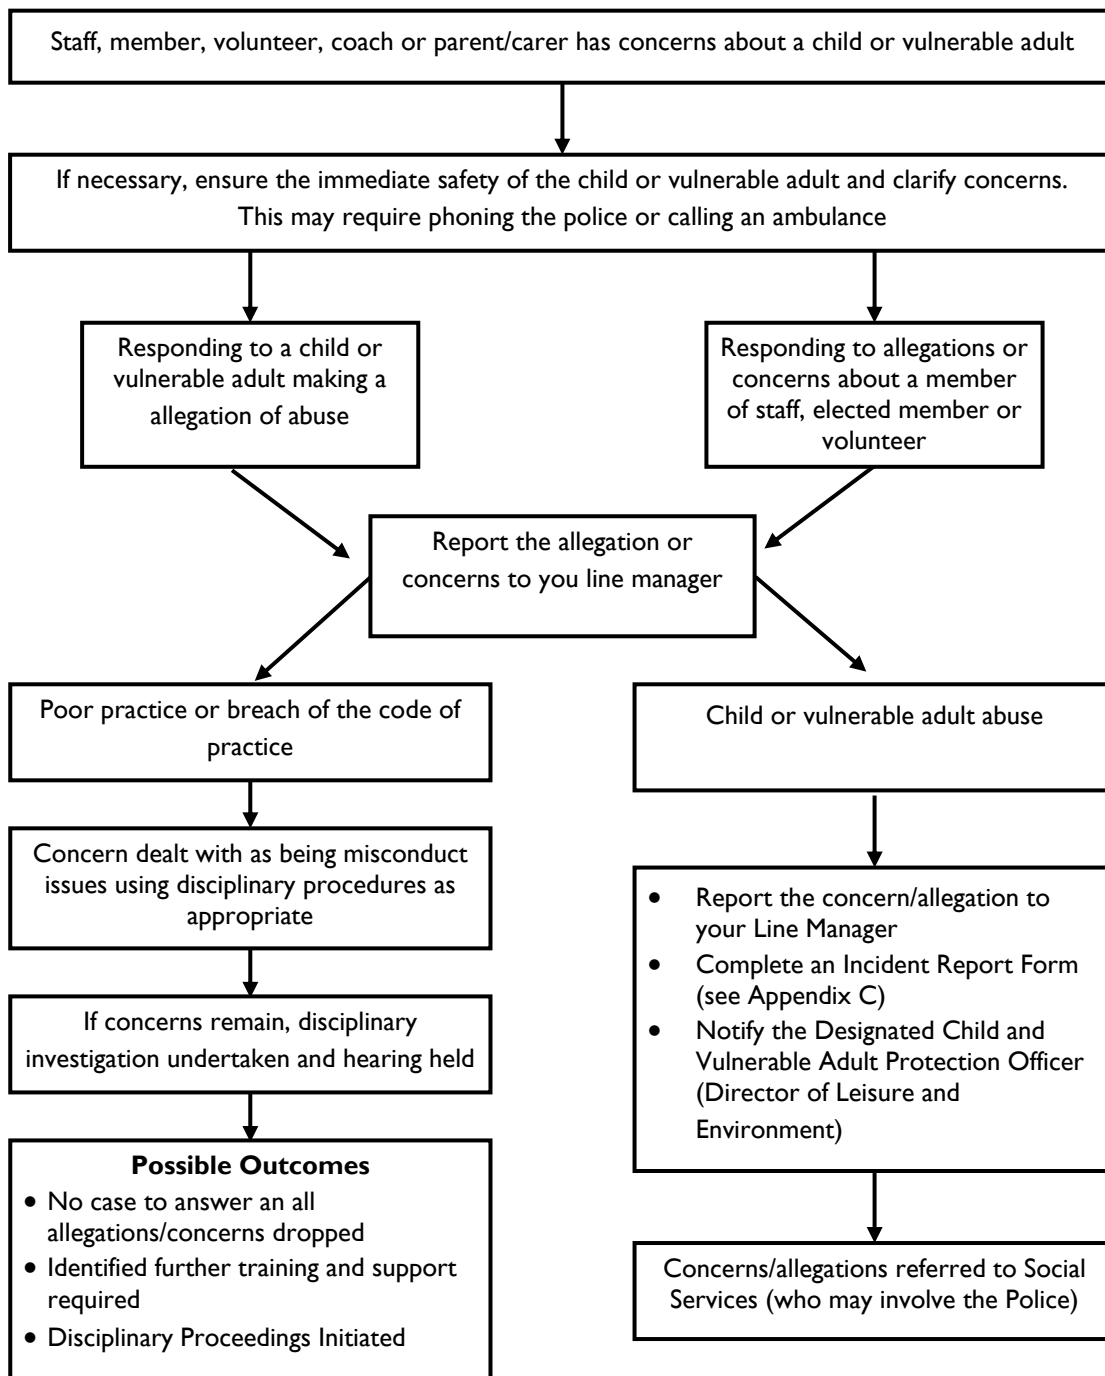 Staff, member, volunteer, coach or parent/carer has concerns about a child or vulnerable adult
If necessary, ensure the immediate safety of the child or vulnerable adult and clarify concerns.
This may require phoning the police or calling an ambulance
Responding to a child or
vulnerable adult making a
allegation of abuse
Responding to allegations or
concerns about a member
of staff, elected member or
volunteer
Report the allegation or
concerns to you line manager
Poor practice or breach of the code of
practice
Child or vulnerable adult abuse
Concern dealt with as being misconduct
issues using disciplinary procedures as
appropriate
• Report the concern/allegation to
your Line Manager
• Complete an Incident Report Form
(see Appendix C)
• Notify the Designated Child and
Vulnerable Adult Protection Officer
(Director of Leisure and
Environment)
If concerns remain, disciplinary
investigation undertaken and hearing held
Possible Outcomes
• No case to answer an all
allegations/concerns dropped
• Identified further training and support
required
• Disciplinary Proceedings Initiated
Concerns/allegations referred to Social
Services (who may involve the Police)